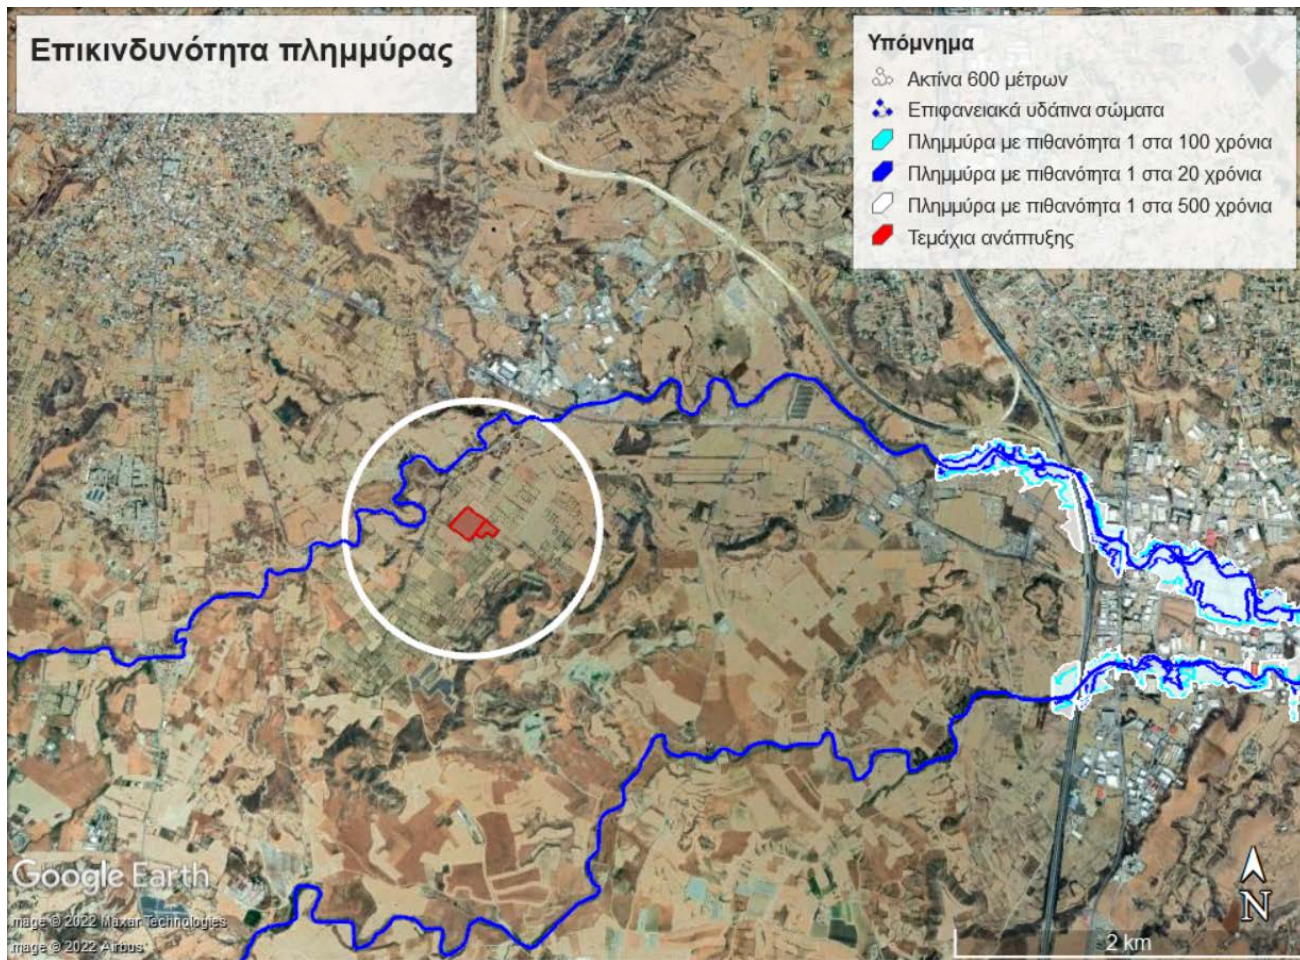 Επικινδυνότητα πλημμύρας
Υπόμνημα
Ακτίνα 600 μέτρων
Επιφανειακά υδάτινα σώματα
Πλημμύρα με πιθανότητα 1 στα 100 χρόνια
Πλημμύρα με πιθανότητα 1 στα 20 χρόνια
Πλημμύρα με πιθανότητα 1 στα 500 χρόνια
Τεμάχια ανάπτυξης
Google Earth
mage © 2022 Maxar Technologies
mage © 2022 Airbus
N
2 km